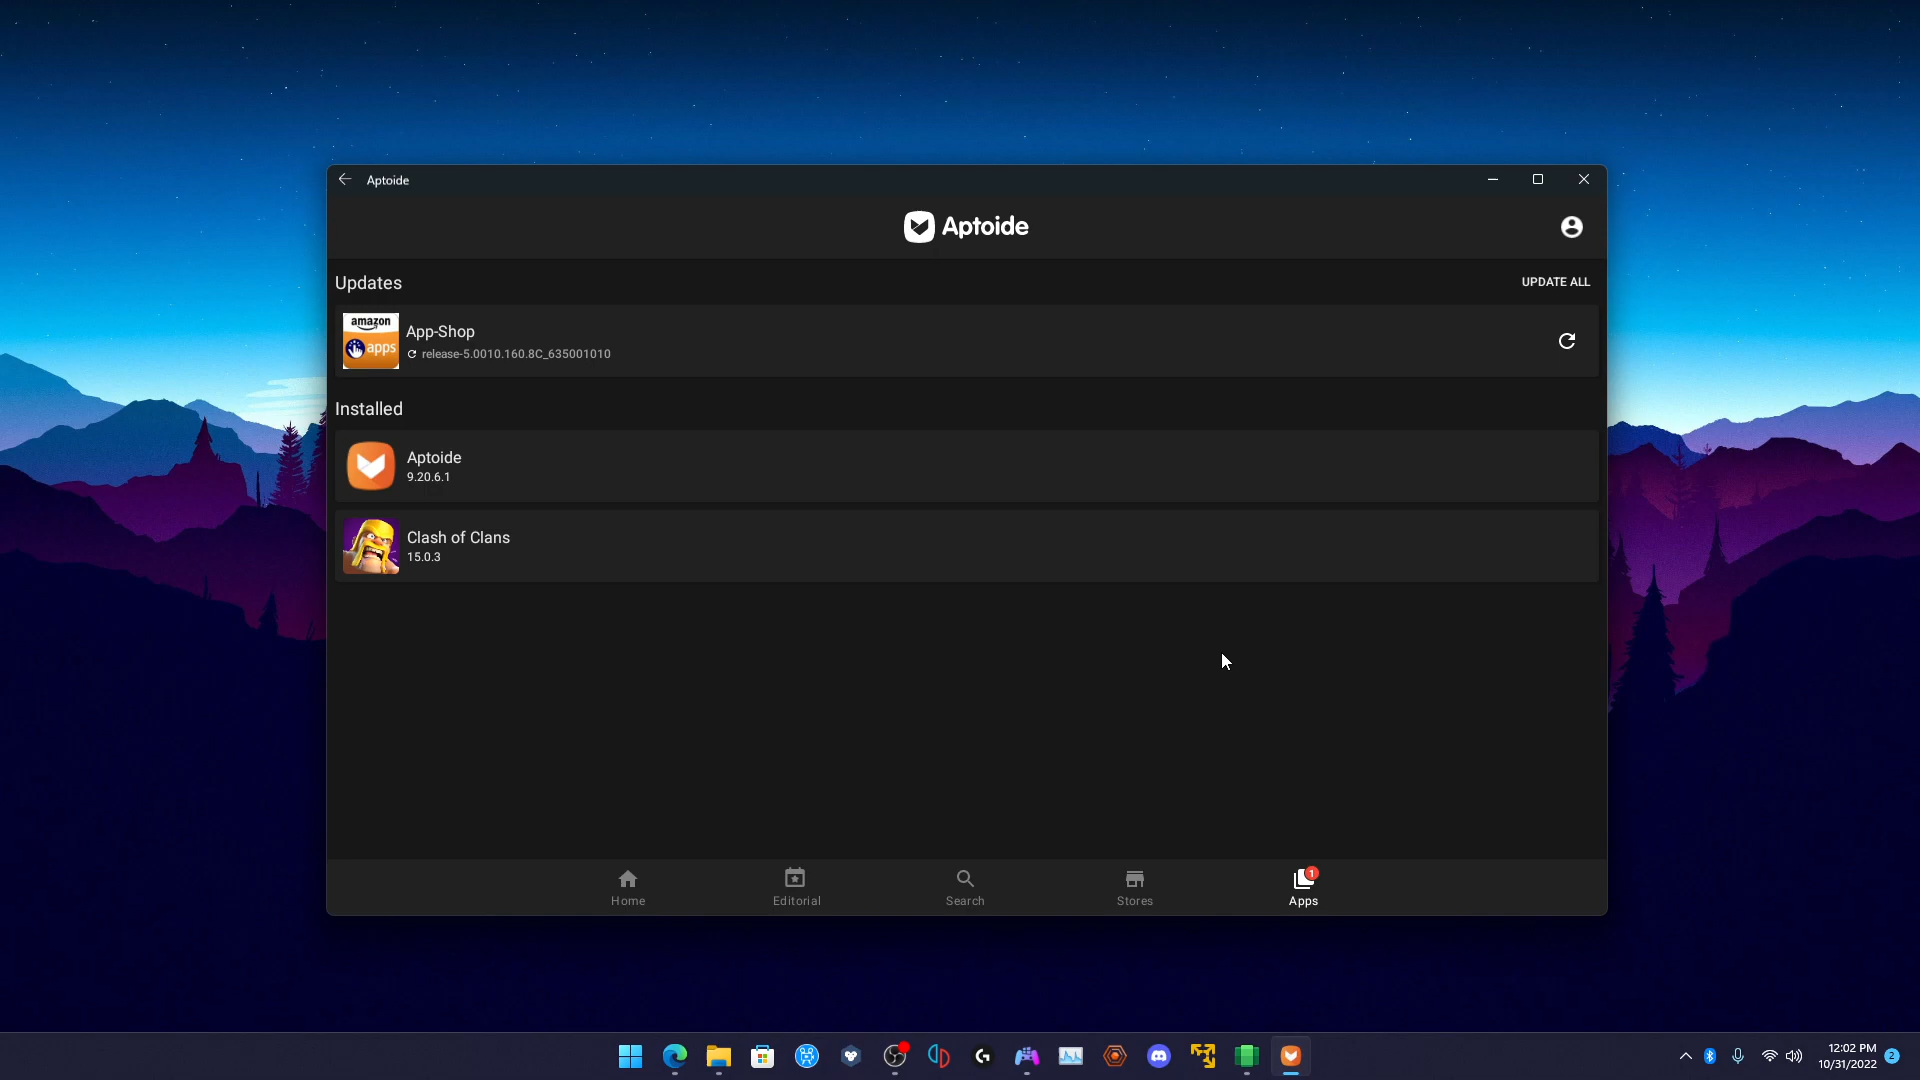 Aptoide
Aptoide
Updates
UPDATE ALL
amazon
apps
App-Shop
release-5.0010.160.8C_635001010
Installed
Aptoide
9.20.6.1
Clash of Clans
15.0.3
Home
Editorial
Search
Stores
1
Apps
12:02 PM
10/31/2022
2